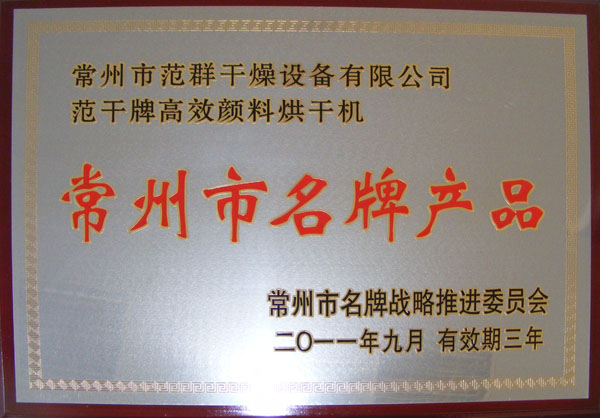 常州市范群干燥设备有限公司
范干牌高效颜料烘干机
常州市名牌产品
常州市名牌战略推进委员会
二〇一一年九月 有效期三年